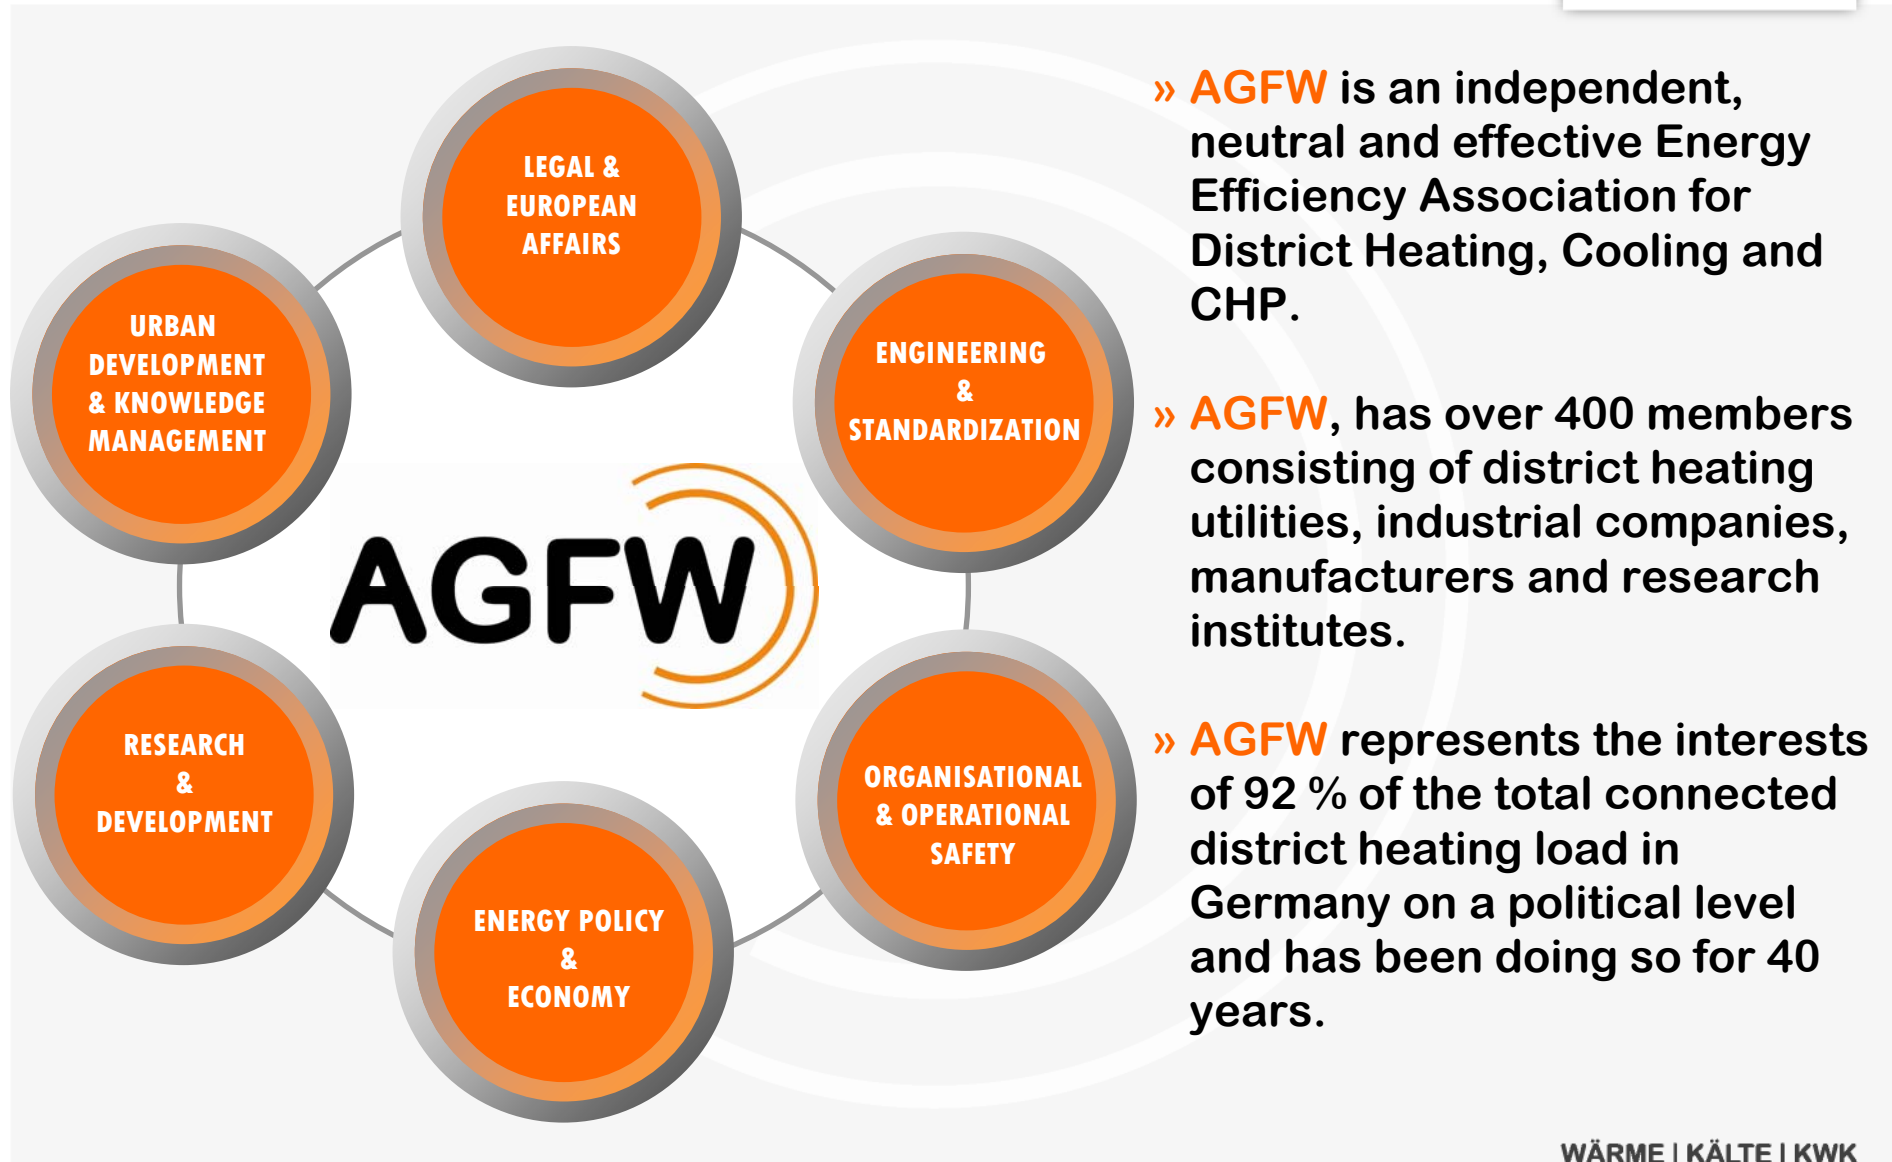 LEGAL &
EUROPEAN
AFFAIRS
URBAN
DEVELOPMENT
& KNOWLEDGE
MANAGEMENT
ENGINEERING
&
STANDARDIZATION
AGFW
RESEARCH
&
DEVELOPMENT
ORGANISATIONAL
& OPERATIONAL
SAFETY
ENERGY POLICY
&
ECONOMY
» AGFW is an independent,
neutral and effective Energy
Efficiency Association for
District Heating, Cooling and
CHP.
» AGFW, has over 400 members
consisting of district heating
utilities, industrial companies,
manufacturers and research
institutes.
» AGFW represents the interests
of 92 % of the total connected
district heating load in
Germany on a political level
and has been doing so for 40
years.
WÄRME | KÄLTE | KWK